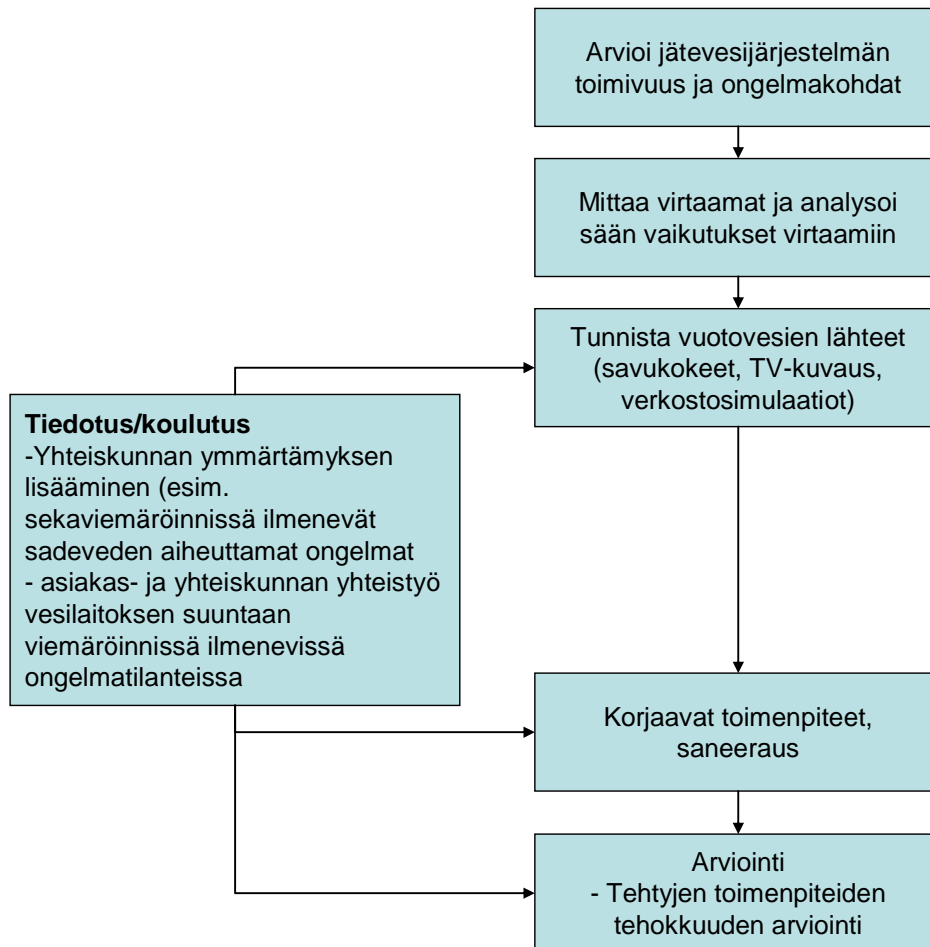 Arvioi jätevesijärjestelmän
toimivuus ja ongelmakohdat
Mittaa virtaamat ja analysoi
sään vaikutukset virtaamiin
Tunnista vuotovesien lähteet
(savukokeet, TV-kuvaus,
verkostosimulaatiot)
Tiedotus/koulutus
-Yhteiskunnan ymmärtämyksen
lisääminen (esim.
sekaviemäröinnissä ilmenevät
sadeveden aiheuttamat ongelmat
- asiakas- ja yhteiskunnan yhteistyö
vesilaitoksen suuntaan
viemäröinnissä ilmenevissä
ongelmatilanteissa
Korjaavat toimenpiteet,
saneeraus
Arviointi
- Tehtyjen toimenpiteiden
tehokkuuden arviointi